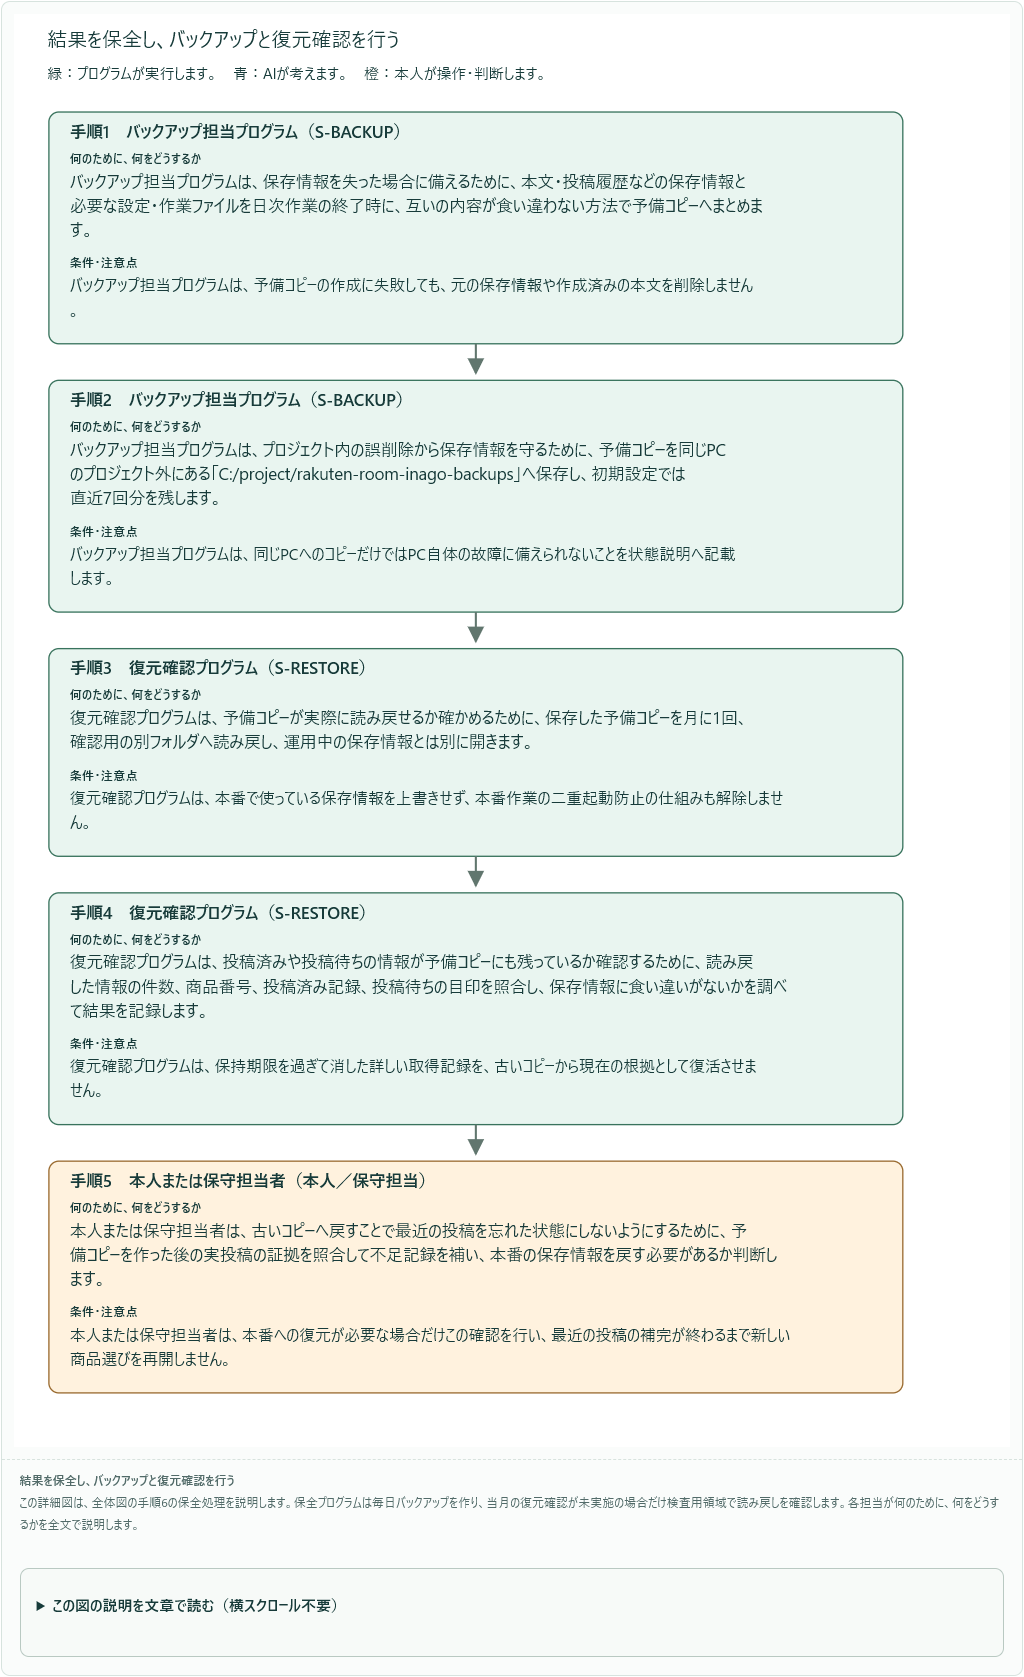 結果を保全し、バックアップと復元確認を行う
緑：プログラムが実行します。　青：AIが考えます。　橙：本人が操作・判断します。
手順1　バックアップ担当プログラム（S-BACKUP）
何のために、何をどうするか
バックアップ担当プログラムは、保存情報を失った場合に備えるために、本文・投稿履歴などの保存情報と
必要な設定・作業ファイルを日次作業の終了時に、互いの内容が食い違わない方法で予備コピーへまとめま
す。
条件・注意点
バックアップ担当プログラムは、予備コピーの作成に失敗しても、元の保存情報や作成済みの本文を削除しません
。
手順2　バックアップ担当プログラム（S-BACKUP）
何のために、何をどうするか
バックアップ担当プログラムは、プロジェクト内の誤削除から保存情報を守るために、予備コピーを同じPC
のプロジェクト外にある「C:/project/rakuten-room-inago-backups」へ保存し、初期設定では
直近7回分を残します。
条件・注意点
バックアップ担当プログラムは、同じPCへのコピーだけではPC自体の故障に備えられないことを状態説明へ記載
します。
手順3　復元確認プログラム（S-RESTORE）
何のために、何をどうするか
復元確認プログラムは、予備コピーが実際に読み戻せるか確かめるために、保存した予備コピーを月に1回、
確認用の別フォルダへ読み戻し、運用中の保存情報とは別に開きます。
条件・注意点
復元確認プログラムは、本番で使っている保存情報を上書きせず、本番作業の二重起動防止の仕組みも解除しませ
ん。
手順4　復元確認プログラム（S-RESTORE）
何のために、何をどうするか
復元確認プログラムは、投稿済みや投稿待ちの情報が予備コピーにも残っているか確認するために、読み戻
した情報の件数、商品番号、投稿済み記録、投稿待ちの目印を照合し、保存情報に食い違いがないかを調べ
て結果を記録します。
条件・注意点
復元確認プログラムは、保持期限を過ぎて消した詳しい取得記録を、古いコピーから現在の根拠として復活させま
せん。
手順5　本人または保守担当者（本人／保守担当）
何のために、何をどうするか
本人または保守担当者は、古いコピーへ戻すことで最近の投稿を忘れた状態にしないようにするために、予
備コピーを作った後の実投稿の証拠を照合して不足記録を補い、本番の保存情報を戻す必要があるか判断し
ます。
条件・注意点
本人または保守担当者は、本番への復元が必要な場合だけこの確認を行い、最近の投稿の補完が終わるまで新しい
商品選びを再開しません。
結果を保全し、バックアップと復元確認を行う
この詳細図は、全体図の手順6の保全処理を説明します。保全プログラムは毎日バックアップを作り、当月の復元確認が未実施の場合だけ検査用領域で読み戻しを確認します。各担当が何のために、何をどうす
るかを全文で説明します。
▶ この図の説明を文章で読む（横スクロール不要）